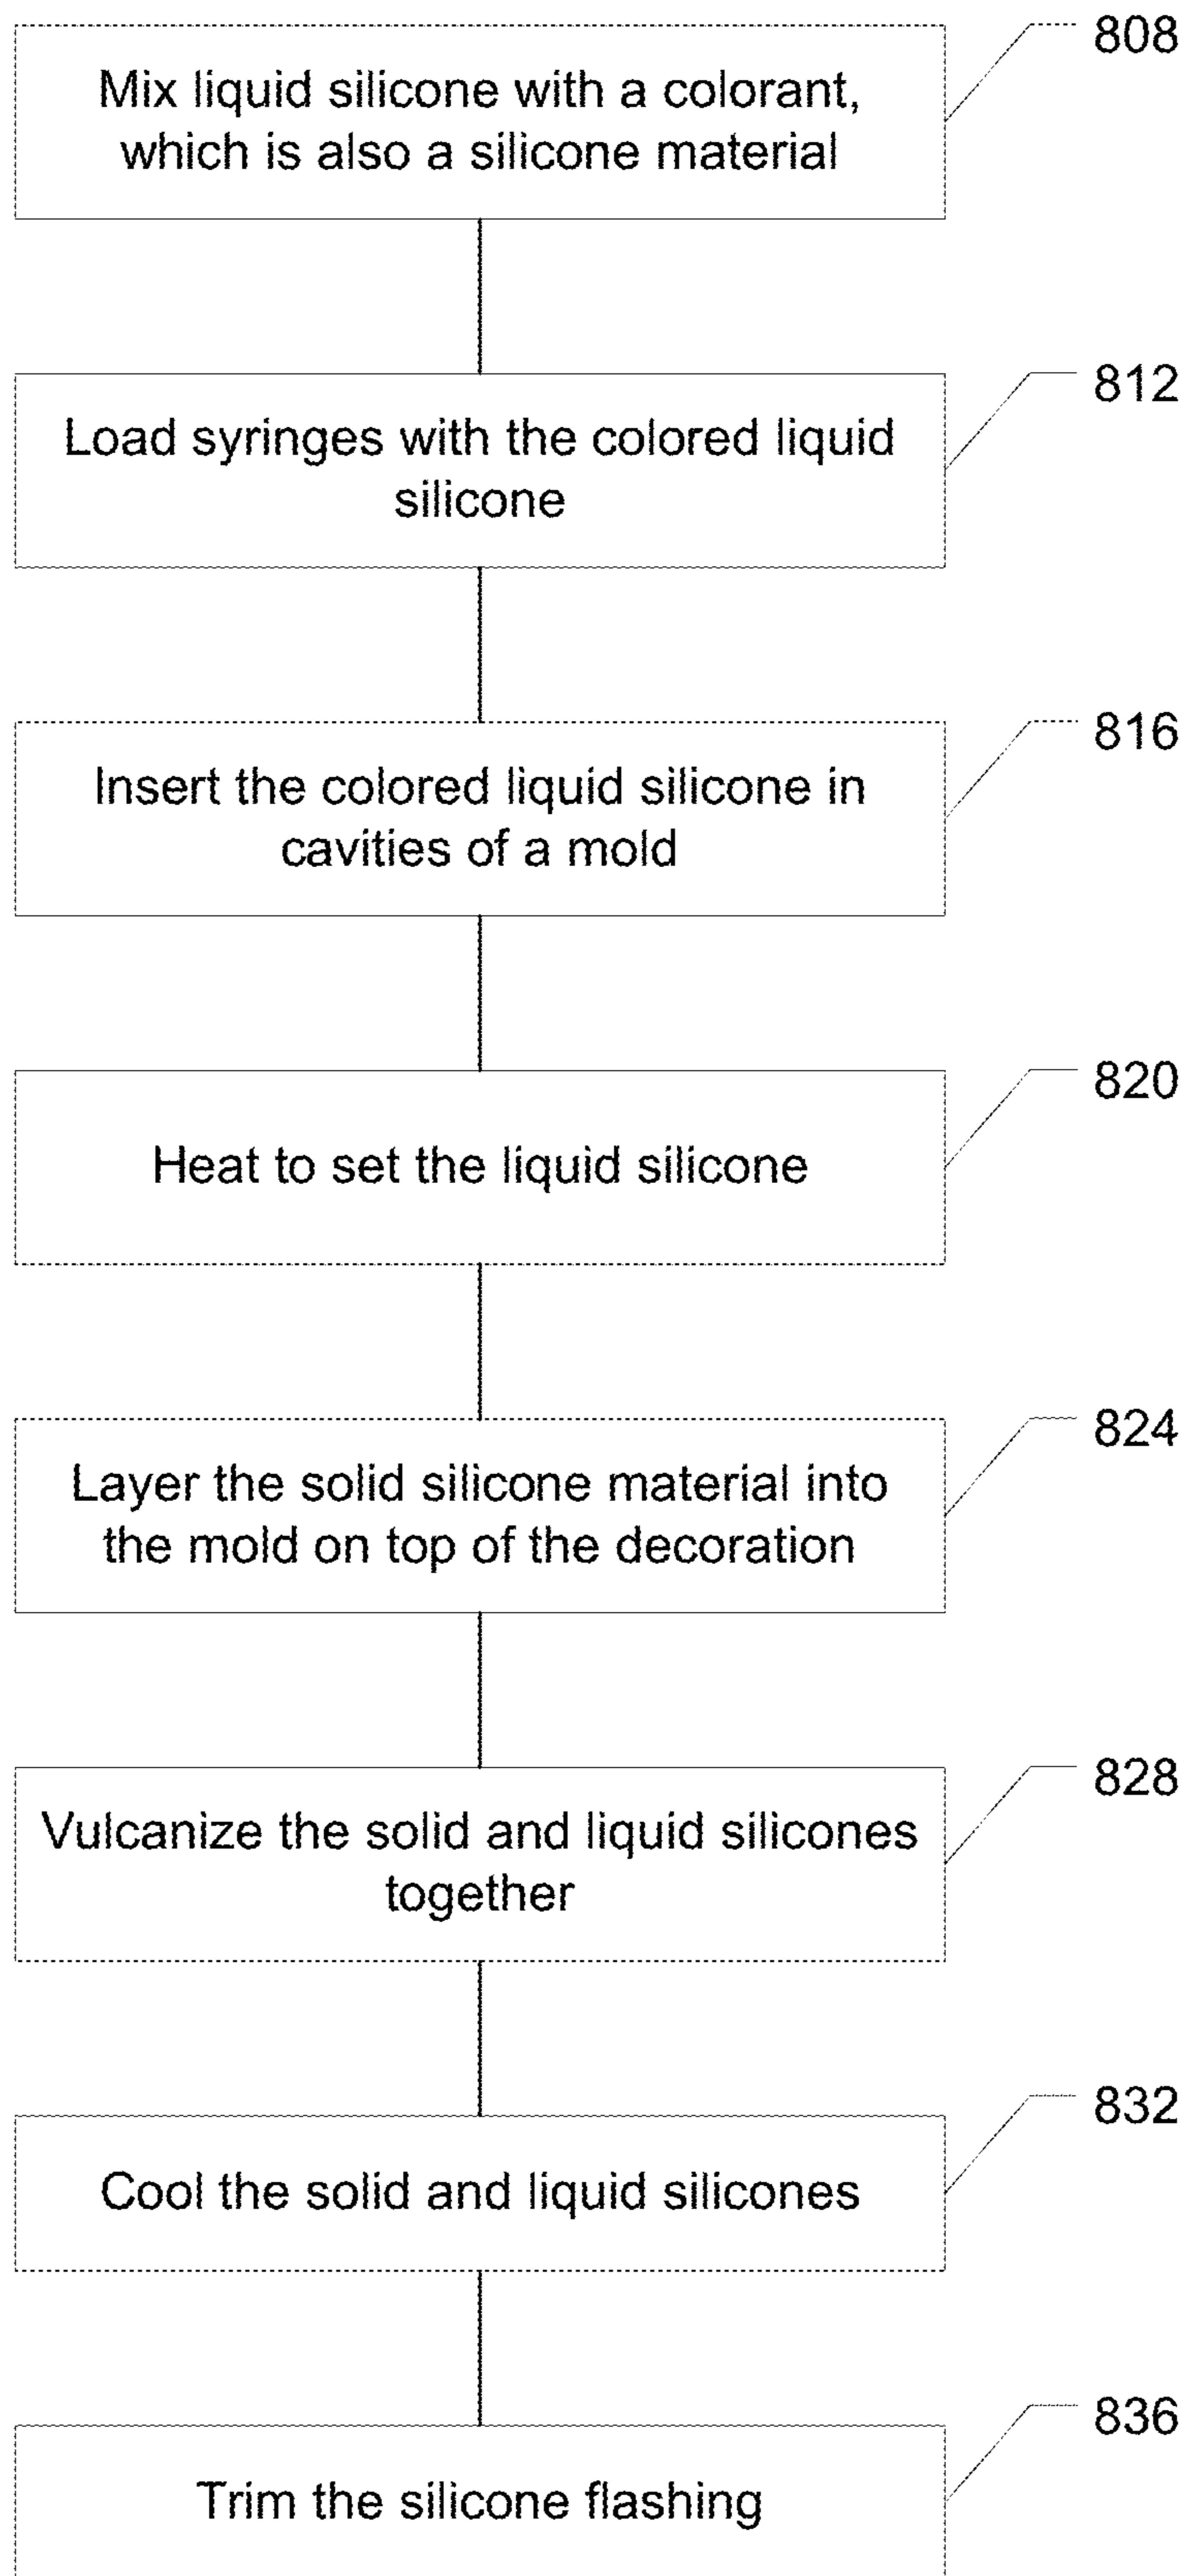 808
Mix liquid silicone with a colorant,
which is also a silicone material
812
Load syringes with the colored liquid
silicone
816
Insert the colored liquid silicone in
cavities of a mold
820
Heat to set the liquid silicone
824
Layer the solid silicone material into
the mold on top of the decoration
828
Vulcanize the solid and liquid silicones
together
832
Cool the solid and liquid silicones
836
Trim the silicone flashing